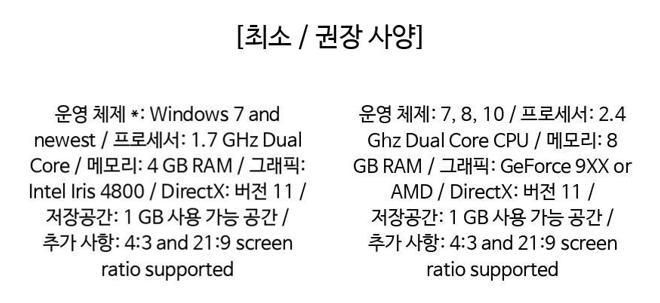 [최소 / 권장 사양]
운영 체제 *: Windows 7 and
newest / 프로세서: 1.7 GHz Dual
Core / 메모리: 4 GB RAM / 그래픽:
Intel Iris 4800 / DirectX: 버전 11 /
저장공간: 1 GB 사용 가능 공간 /
추가 사항: 4:3 and 21:9 screen
ratio supported
운영 체제: 7, 8, 10 / 프로세서: 2.4
Ghz Dual Core CPU / 메모리: 8
GB RAM / 그래픽: GeForce 9XX or
AMD / DirectX: 버전 11 /
저장공간: 1 GB 사용 가능 공간 /
추가 사항: 4:3 and 21:9 screen
ratio supported